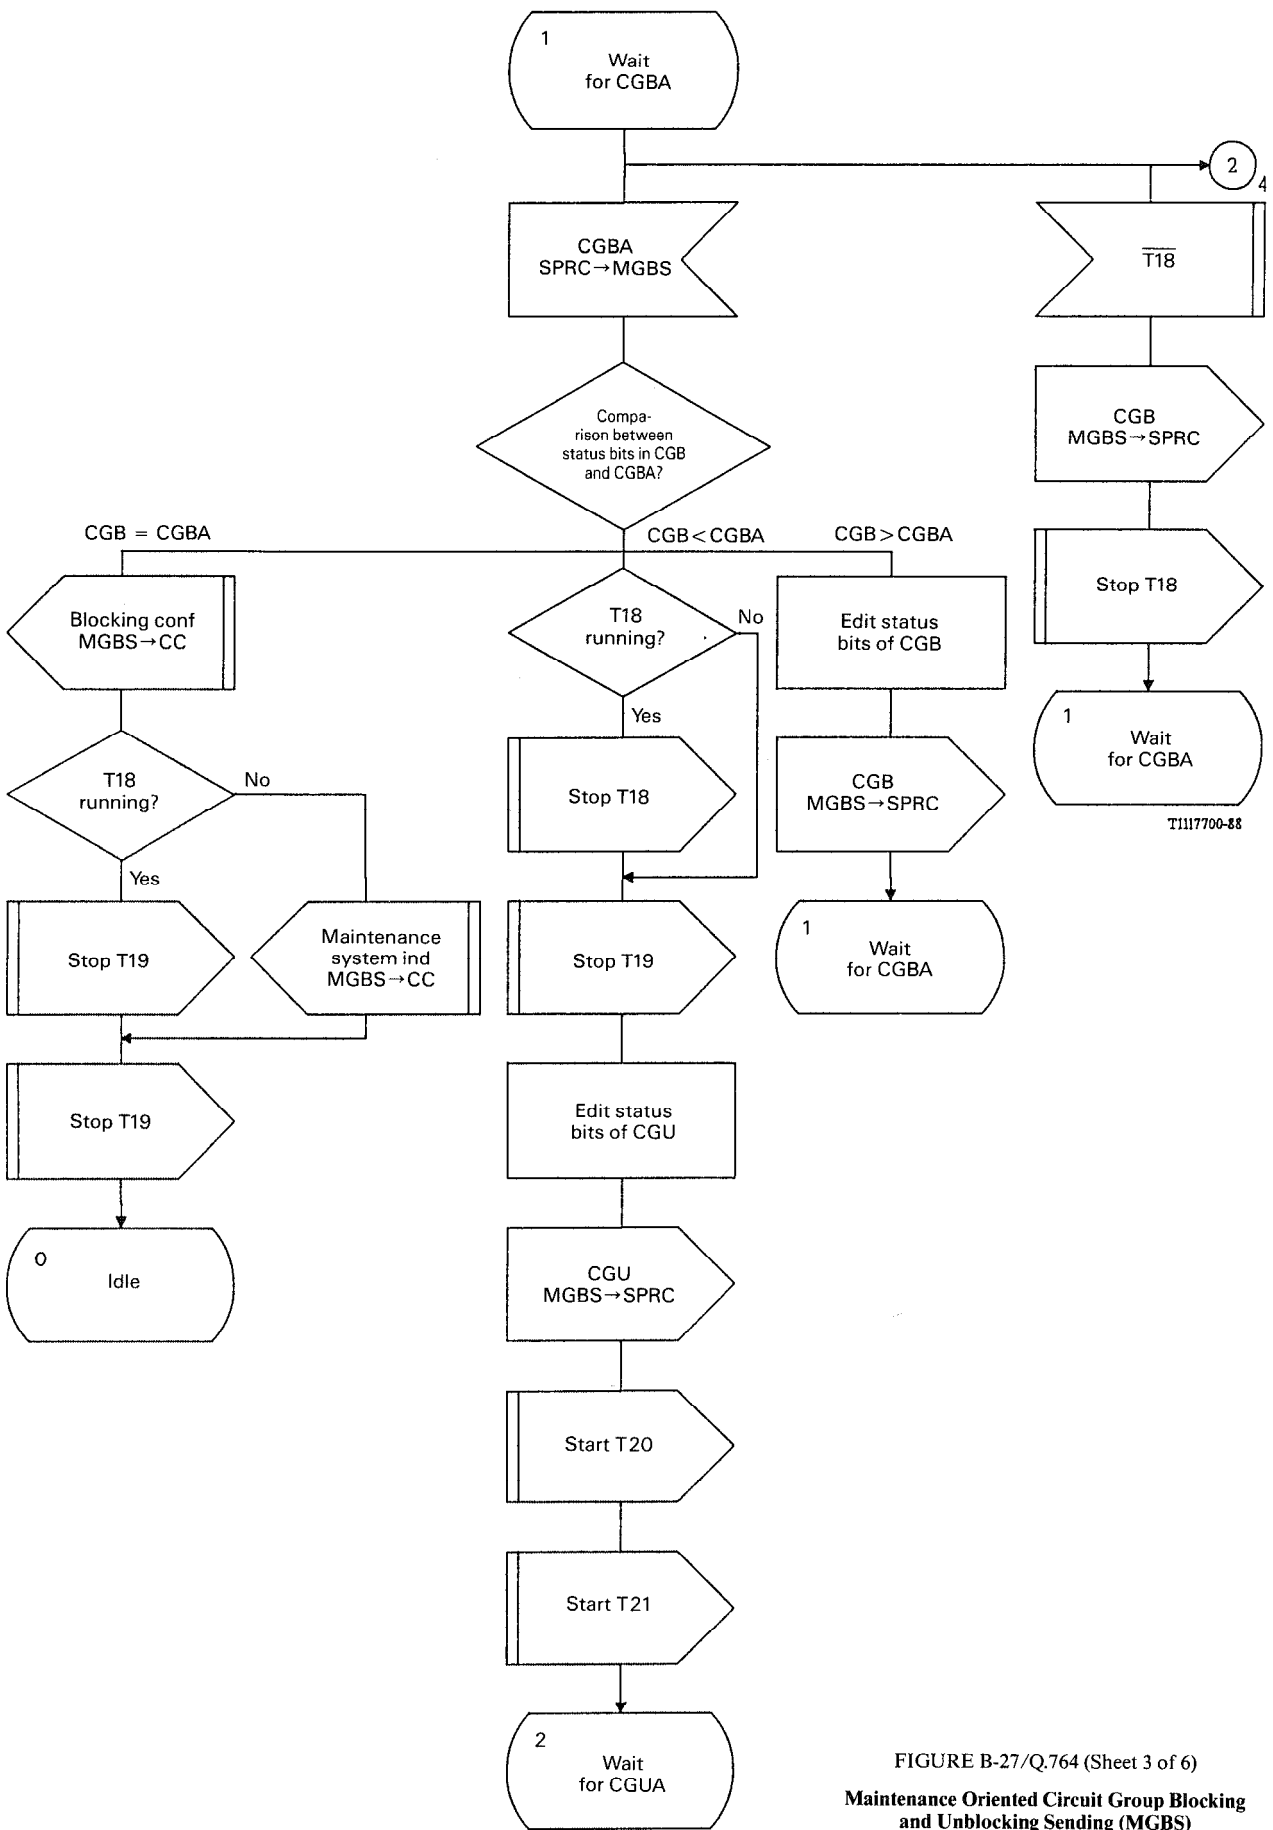 1
Wait
for CGBA
2
4
CGBA
SPRC→MGBS
T18
Compa-
rison between
status bits in CGB
and CGBA?
CGB
MGBS→SPRC
CGB = CGBA
CGB<CGBA
CGB>CGBA
Stop T18
Blocking conf
MGBS→CC
T18
running?
No
Edit status
bits of CGB
Yes
1
Wait
for CGBA
T1117700-88
T18
running?
No
Yes
Stop T18
CGB
MGBS→SPRC
Stop T19
Maintenance
system ind
MGBS→CC
Stop T19
1
Wait
for CGBA
Stop T19
Edit status
bits of CGU
0
Idle
CGU
MGBS→SPRC
Start T20
Start T21
2
Wait
for CGUA
FIGURE B-27/Q.764 (Sheet 3 of 6)
Maintenance Oriented Circuit Group Blocking
and Unblocking Sending (MGBS)